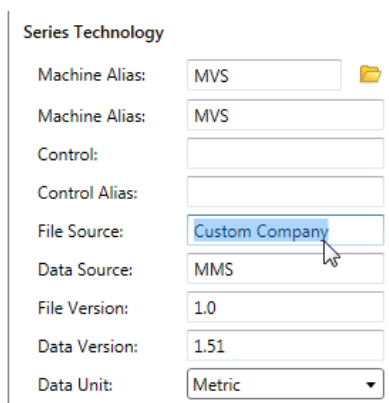 Series Technology
Machine Alias: MVS
Machine Alias: MVS
Control:
Control Alias:
File Source: Custom Company
Data Source: MMS
File Version: 1.0
Data Version: 1.51
Data Unit: Metric